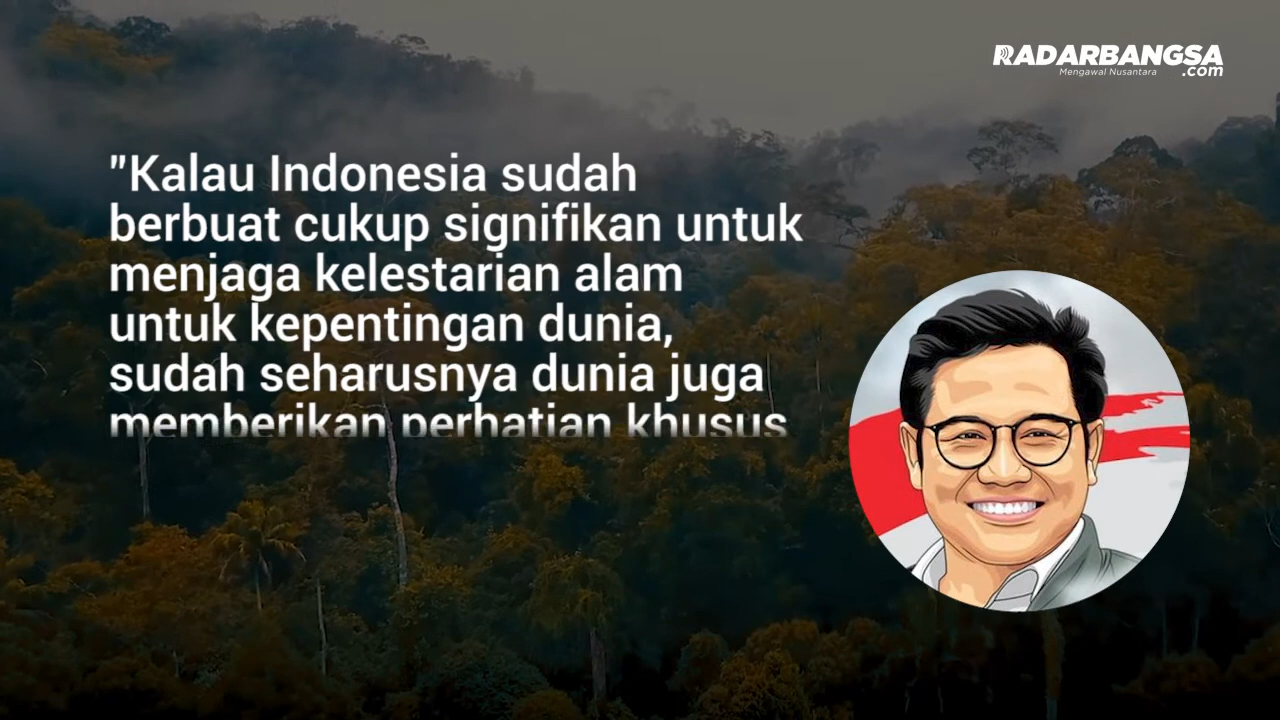 RADARBANGSA
Mengawal Nusantara .com
"Kalau Indonesia sudah
berbuat cukup signifikan untuk
menjaga kelestarian alam
untuk kepentingan dunia,
sudah seharusnya dunia juga
memberikan perhatian khusus